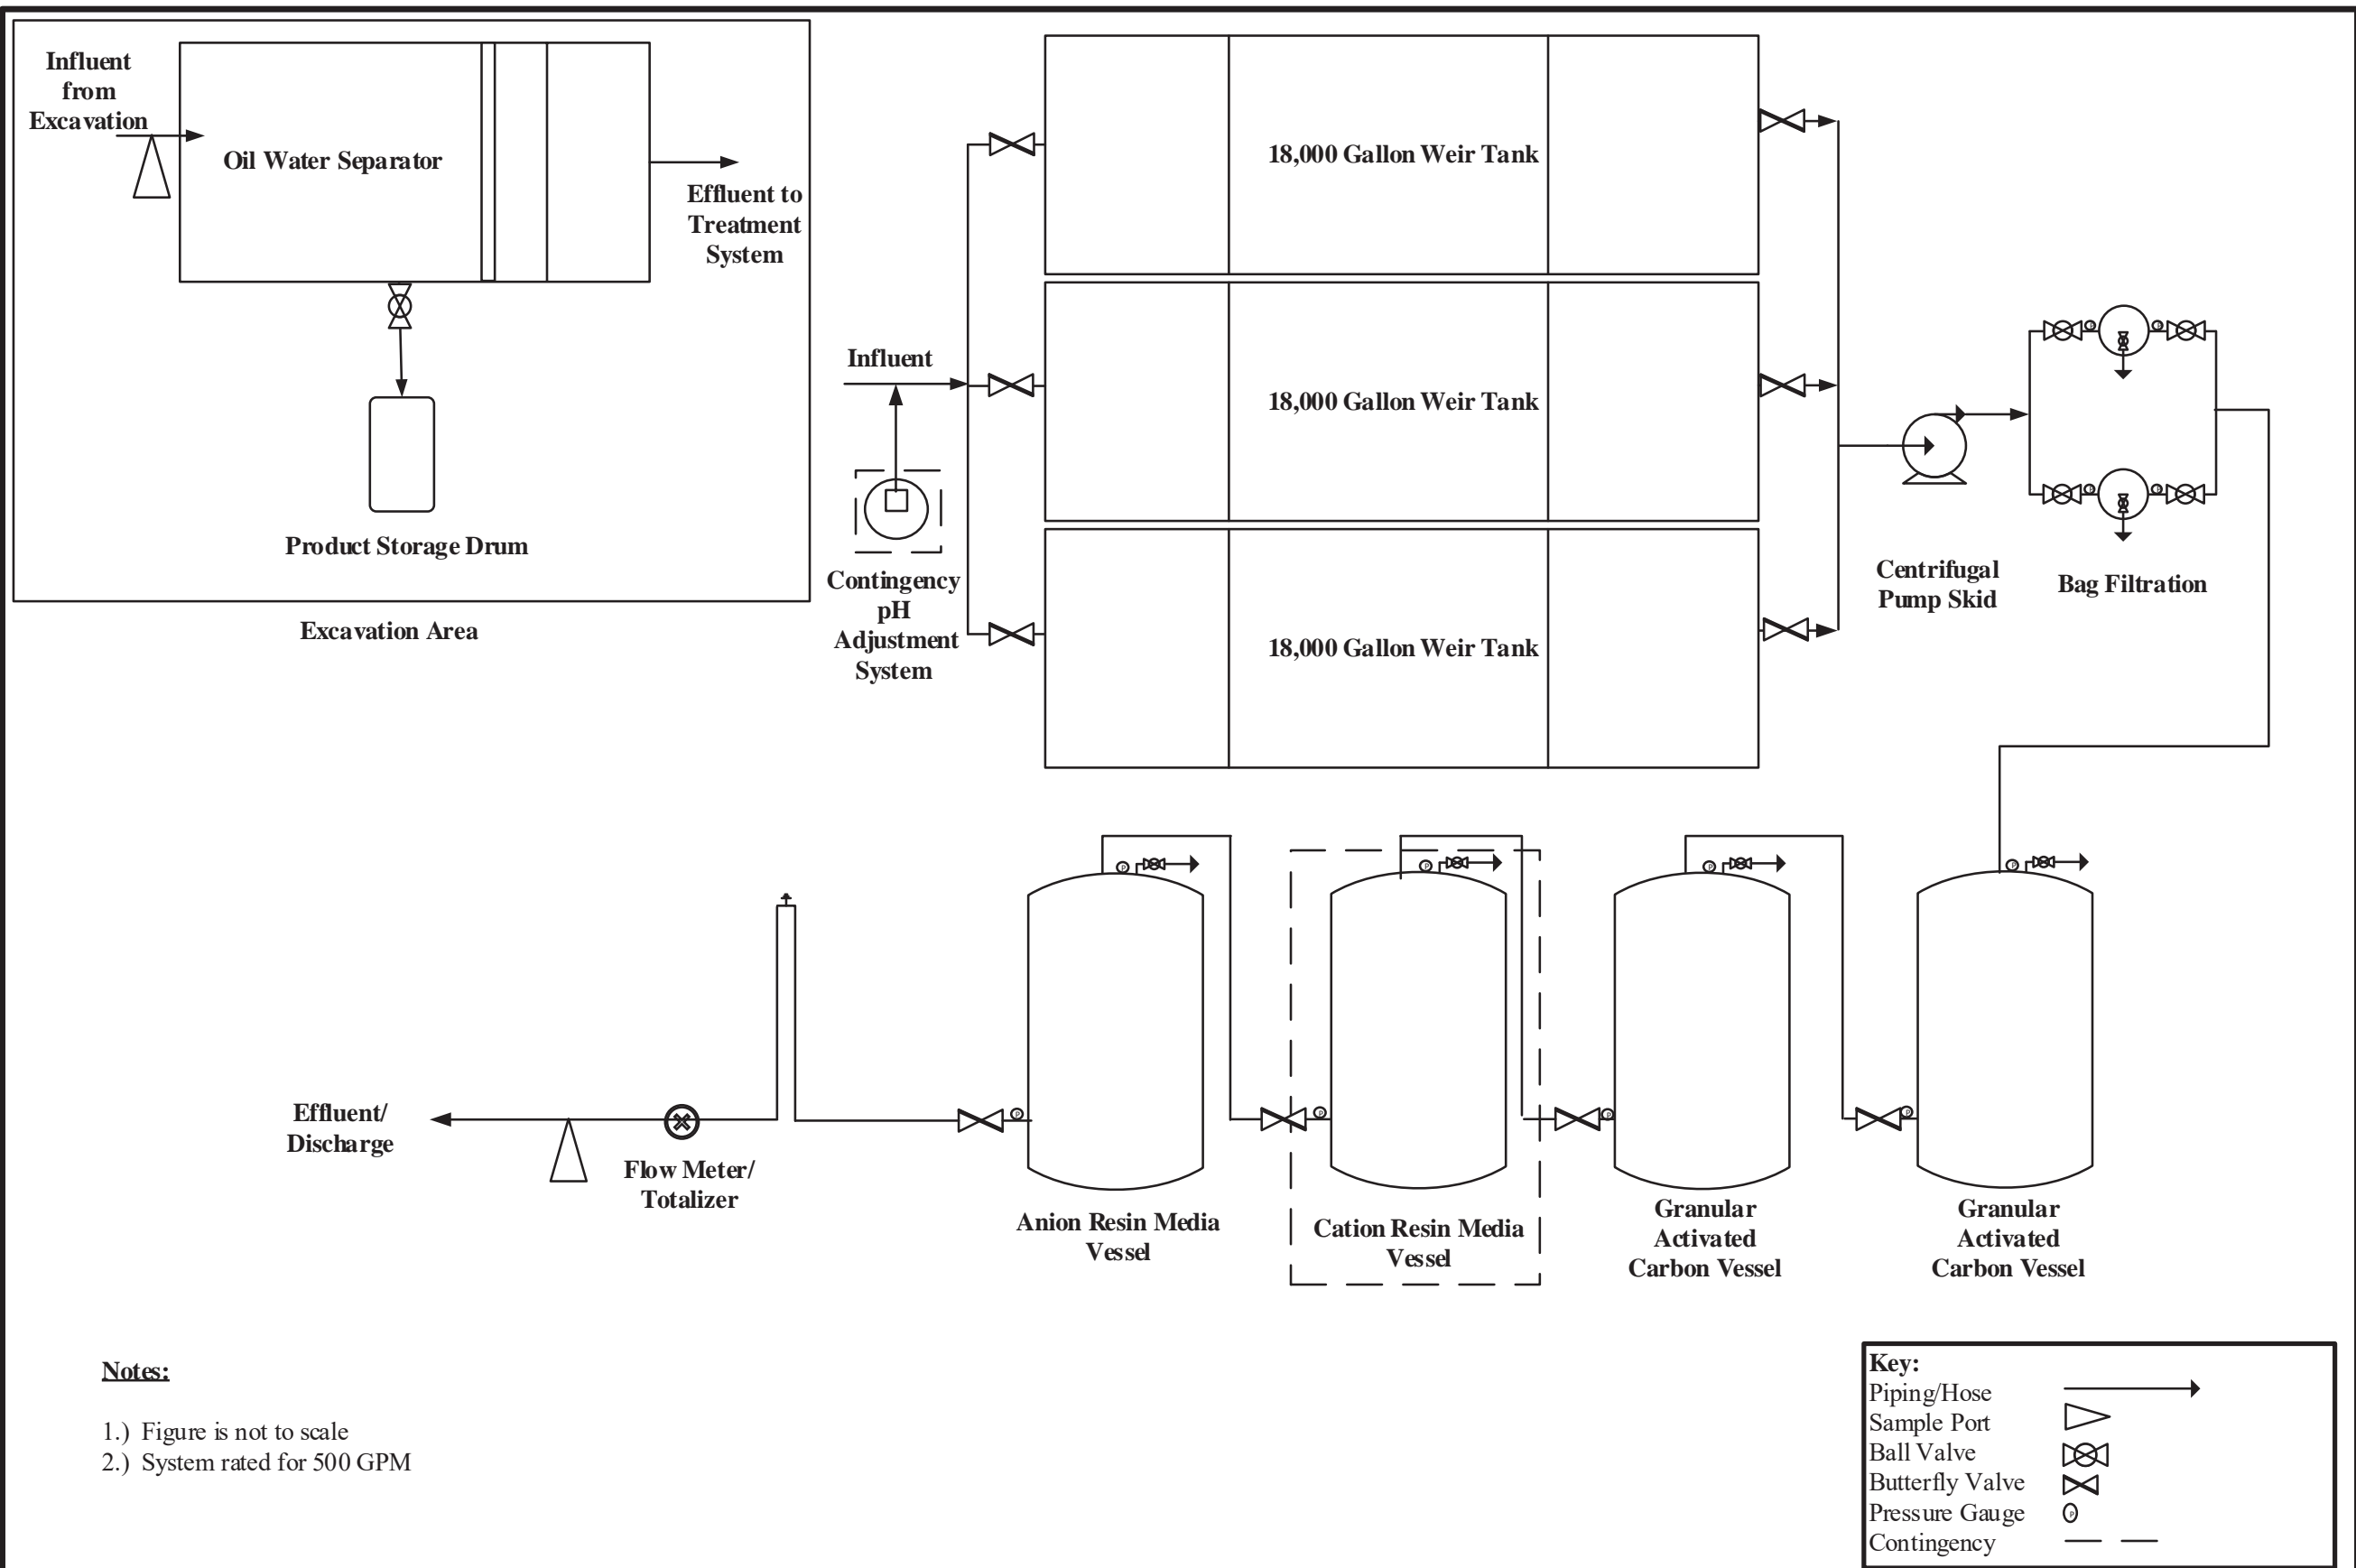 Influent
from
Excavation
Oil Water Separator
Effluent to
Treatment
System
Product Storage Drum
Excavation Area
18,000 Gallon Weir Tank
18,000 Gallon Weir Tank
18,000 Gallon Weir Tank
Influent
Contingency
pH
Adjustment
System
Centrifugal
Pump Skid
P
P
P
P
Bag Filtration
P
P
P
P
P
P
P
P
Effluent/
Discharge
Flow Meter/
Totalizer
Anion Resin Media
Vessel
Cation Resin Media
Vessel
Granular
Activated
Carbon Vessel
Granular
Activated
Carbon Vessel
Notes:
1.) Figure is not to scale
2.) System rated for 500 GPM
Key:
Piping/Hose
Sample Port
Ball Valve
Butterfly Valve
Pressure Gauge P
Contingency